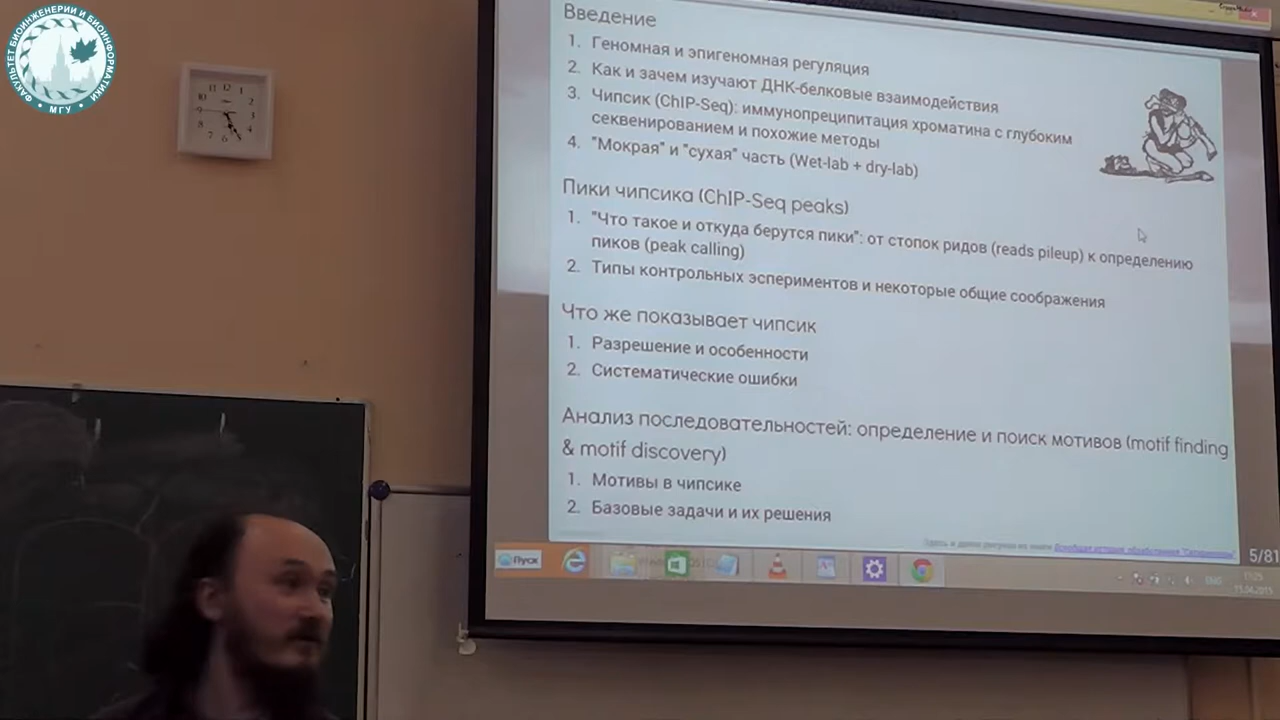 ФАКУЛЬТЕТ БИОИНЖЕНЕРИИ И БИОИНФОРМАТИКИ
МГУ
Введение
1. Геномная и эпигеномная регуляция
2. Как и зачем изучают ДНК-белковые взаимодействия
3. Чипсик (ChIP-Seq): иммунопреципитация хроматина с глубоким
секвенированием и похожие методы
4. "Мокрая" и "сухая" часть (Wet-lab + dry-lab)
Пики чипсика (ChIP-Seq peaks)
1. "Что такое и откуда берутся пики": от стопок ридов (reads pileup) к определению
пиков (peak calling)
2. Типы контрольных эспериментов и некоторые общие соображения
Что же показывает чипсик
1. Разрешение и особенности
2. Систематические ошибки
Анализ последовательностей: определение и поиск мотивов (motif finding
& motif discovery)
1. Мотивы в чипсике
2. Базовые задачи и их решения
5/81
Пуск